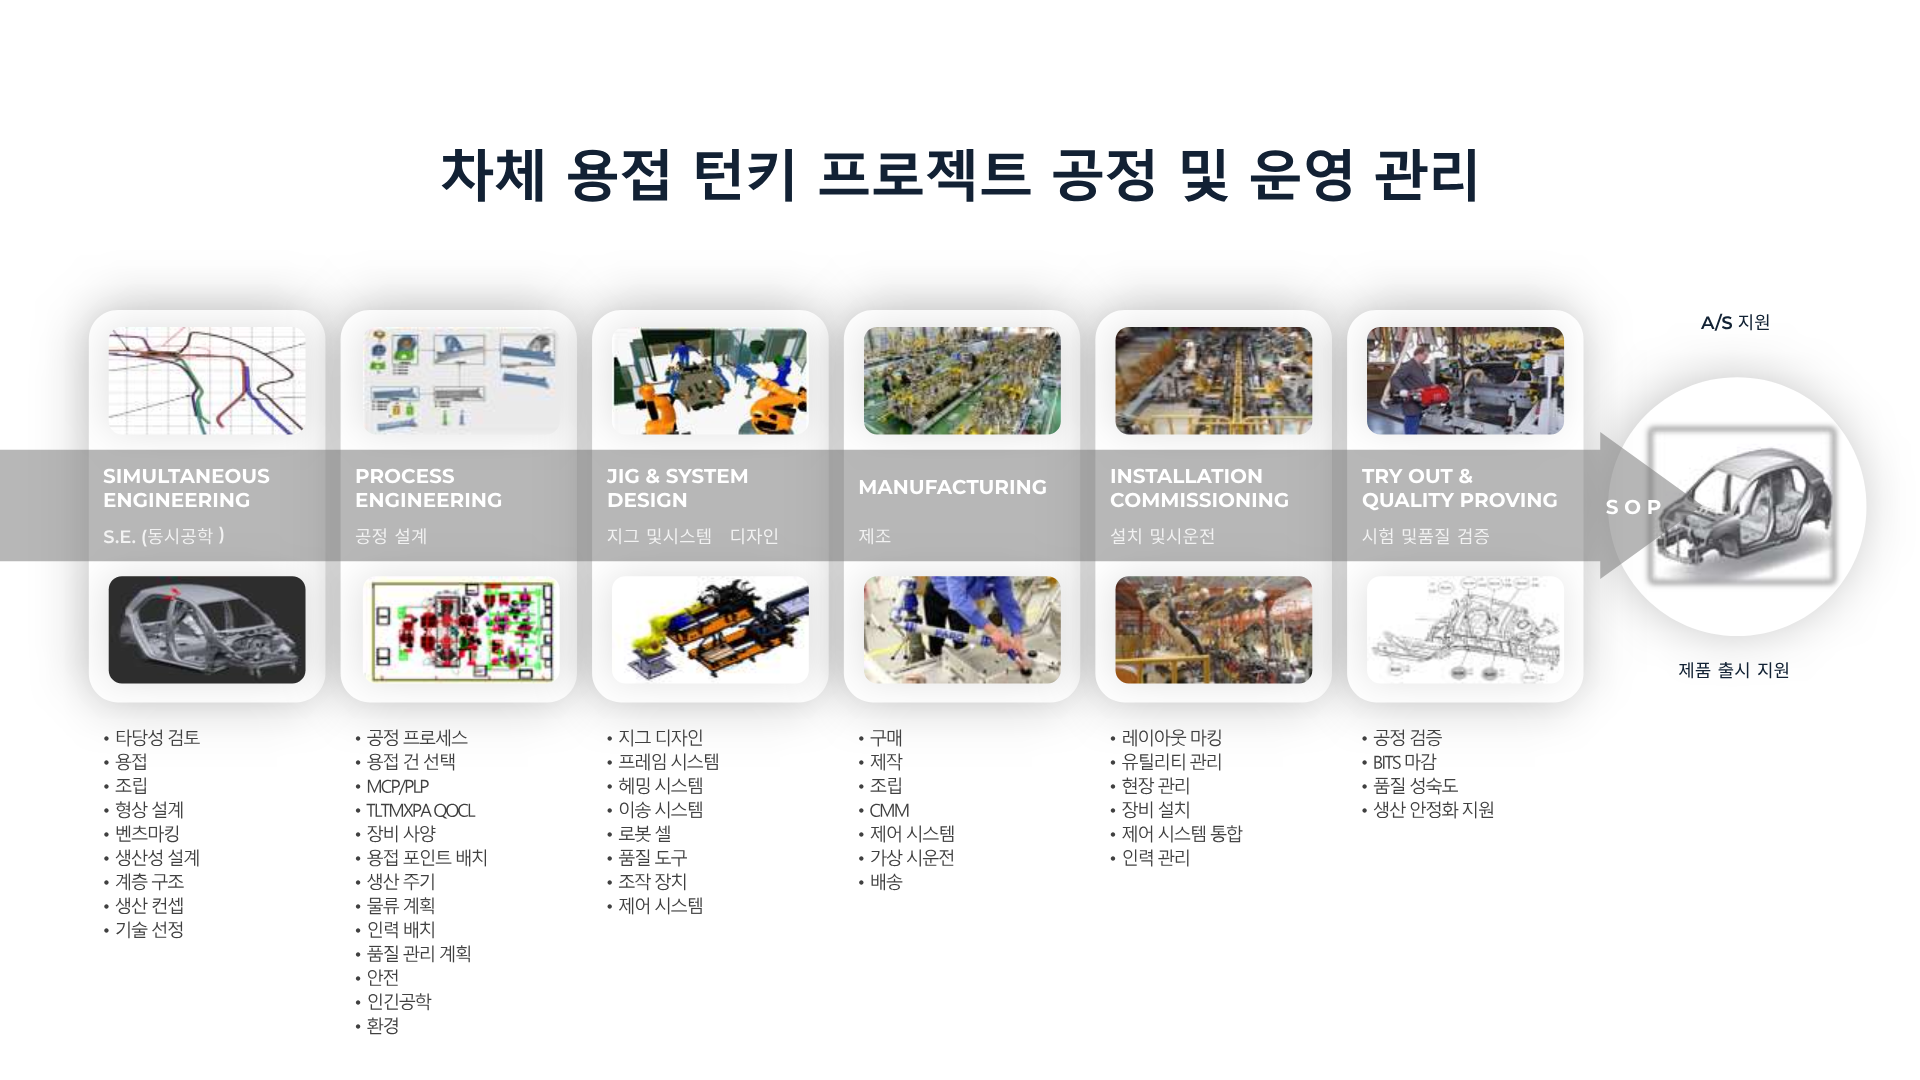 차체 용접 턴키 프로젝트 공정 및 운영 관리
SIMULTANEOUS
ENGINEERING
S.E. (동시공학 )
• 타당성 검토
• 용접
• 조립
• 형상 설계
• 벤츠마킹
• 생산성 설계
• 계층 구조
• 생산 컨셉
• 기술 선정
PROCESS
ENGINEERING
공정 설계
• 공정 프로세스
• 용접 건 선택
• MCP/PLP
• TLTMXPA QOCL
• 장비 사양
• 용접 포인트 배치
• 생산 주기
• 물류 계획
• 인력 배치
• 품질 관리 계획
• 안전
• 인긴공학
• 환경
JIG & SYSTEM
DESIGN
지그 및시스템 디자인
• 지그 디자인
• 프레임 시스템
• 헤밍 시스템
• 이송 시스템
• 로봇 셀
• 품질 도구
• 조작 장치
• 제어 시스템
MANUFACTURING
제조
FARO
• 구매
• 제작
• 조립
• CMM
• 제어 시스템
• 가상 시운전
• 배송
INSTALLATION
COMMISSIONING
설치 및시운전
• 레이아웃 마킹
• 유틸리티 관리
• 현장 관리
• 장비 설치
• 제어 시스템 통합
• 인력 관리
TRY OUT &
QUALITY PROVING
시험 및품질 검증
• 공정 검증
• BITS 마감
• 품질 성숙도
• 생산 안정화 지원
A/S 지원
S O P
제품 출시 지원